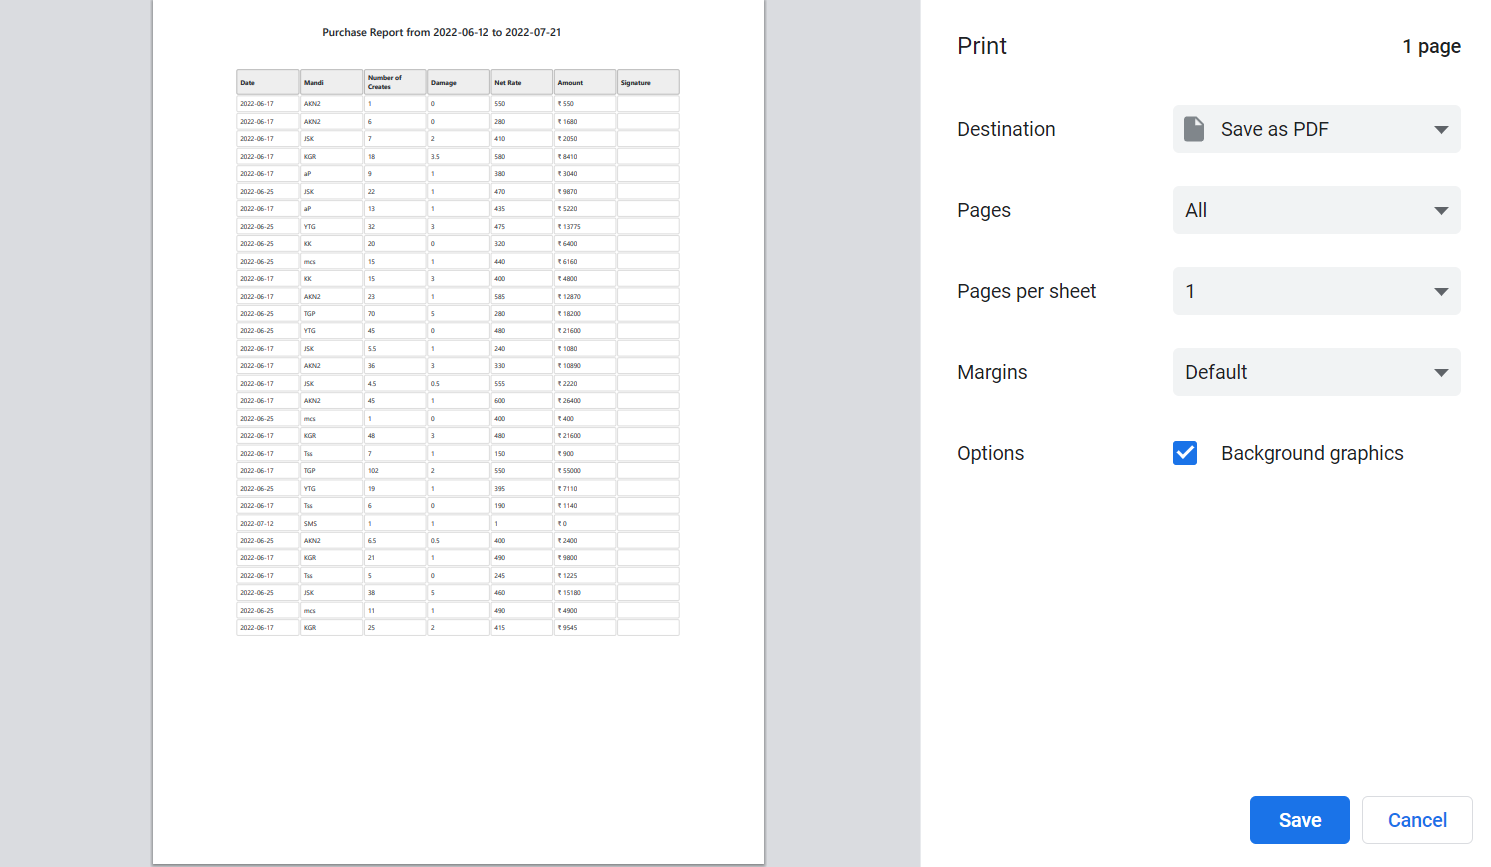 Purchase Report from 2022-06-12 to 2022-07-21
Date Mandi Number of Creates Damage Net Rate Amount Signature
2022-06-17 AKN2 1 0 550 ₹ 550
2022-06-17 AKN2 6 0 280 ₹ 1680
2022-06-17 JSK 7 2 410 ₹ 2050
2022-06-17 KGR 18 3.5 580 ₹ 8410
2022-06-17 aP 9 1 380 ₹ 3040
2022-06-25 JSK 22 1 470 ₹ 9870
2022-06-17 aP 13 1 435 ₹ 5220
2022-06-25 YTG 32 3 475 ₹ 13775
2022-06-25 KK 20 0 320 ₹ 6400
2022-06-25 mcs 15 1 440 ₹ 6160
2022-06-17 KK 15 3 400 ₹ 4800
2022-06-17 AKN2 23 1 585 ₹ 12870
2022-06-25 TGP 70 5 280 ₹ 18200
2022-06-25 YTG 45 0 480 ₹ 21600
2022-06-17 JSK 5.5 1 240 ₹ 1080
2022-06-17 AKN2 36 3 330 ₹ 10890
2022-06-17 JSK 4.5 0.5 555 ₹ 2220
2022-06-17 AKN2 45 1 600 ₹ 26400
2022-06-25 mcs 1 0 400 ₹ 400
2022-06-17 KGR 48 3 480 ₹ 21600
2022-06-17 Tss 7 1 150 ₹ 900
2022-06-17 TGP 102 2 550 ₹ 55000
2022-06-25 YTG 19 1 395 ₹ 7110
2022-06-17 Tss 6 0 190 ₹ 1140
2022-07-12 SMS 1 1 1 ₹ 0
2022-06-25 AKN2 6.5 0.5 400 ₹ 2400
2022-06-17 KGR 21 1 490 ₹ 9800
2022-06-17 Tss 5 0 245 ₹ 1225
2022-06-25 JSK 38 5 460 ₹ 15180
2022-06-25 mcs 11 1 490 ₹ 4900
2022-06-17 KGR 25 2 415 ₹ 9545
Print 1 page
Destination Save as PDF
Pages All
Pages per sheet 1
Margins Default
Options Background graphics
Save Cancel